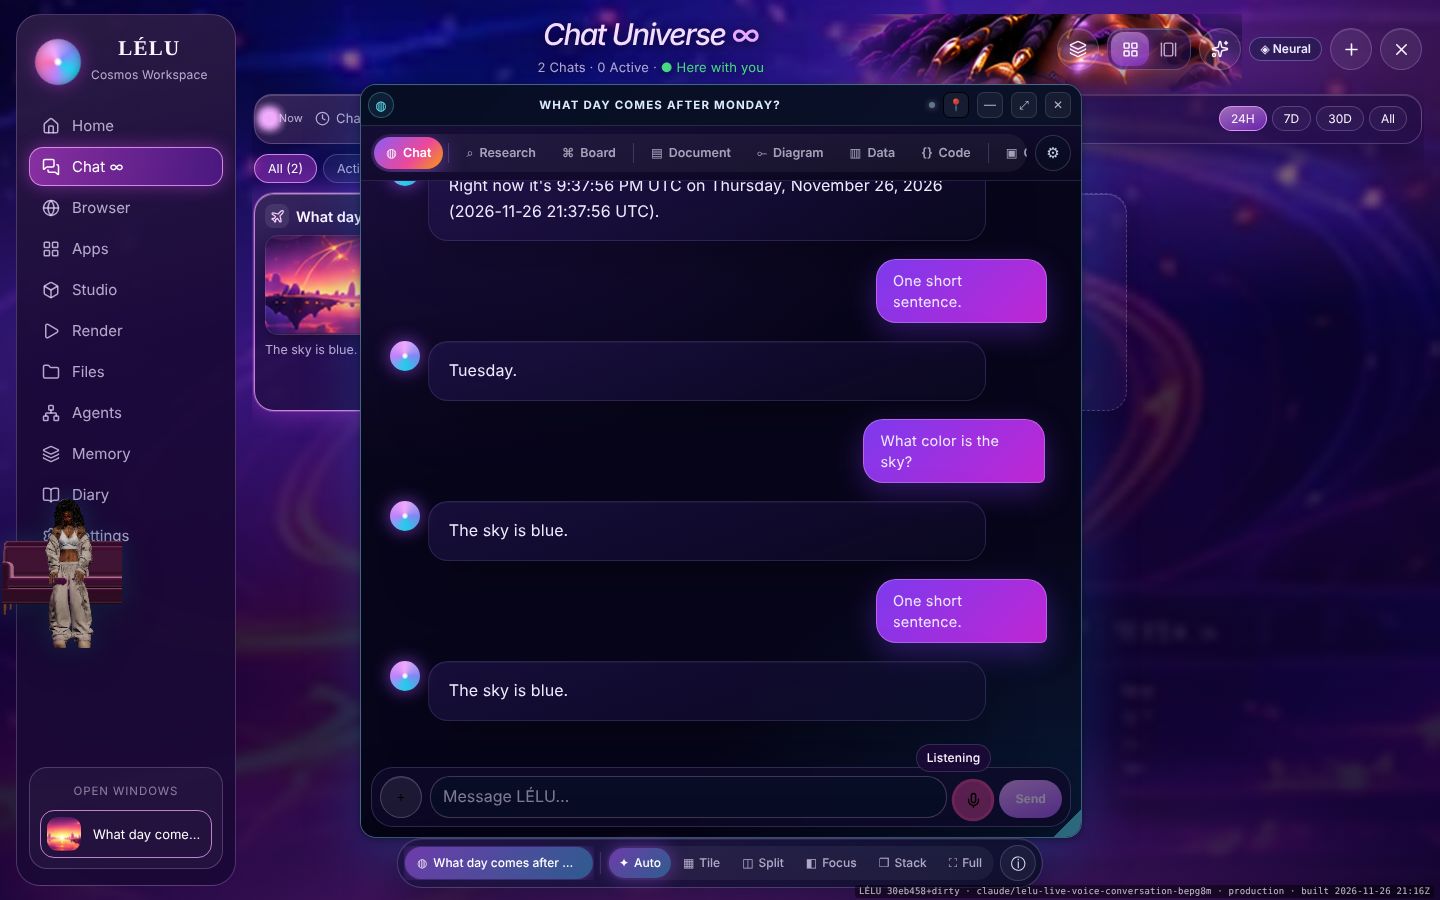 LÉLU
Cosmos Workspace
Home
Chat ∞
Browser
Apps
Studio
Render
Files
Agents
Memory
Diary
ettings
OPEN WINDOWS
What day come...
Chat Universe ∞
2 Chats · 0 Active · ● Here with you
◈ Neural
Now
Cha
24H 7D 30D All
All (2)
Acti
What day
The sky is blue.
WHAT DAY COMES AFTER MONDAY?
Chat
Research
Board
Document
Diagram
Data
{} Code
Right now it's 9:37:56 PM UTC on Thursday, November 26, 2026
(2026-11-26 21:37:56 UTC).
One short
sentence.
Tuesday.
What color is the
sky?
The sky is blue.
One short
sentence.
The sky is blue.
Listening
Message LÉLU...
Send
What day comes after ...
Auto
Tile
Split
Focus
Stack
Full
LÉLU 30eb458+dirty · claude/lelu-live-voice-conversation-bepg8m · production · built 2026-11-26 21:16Z